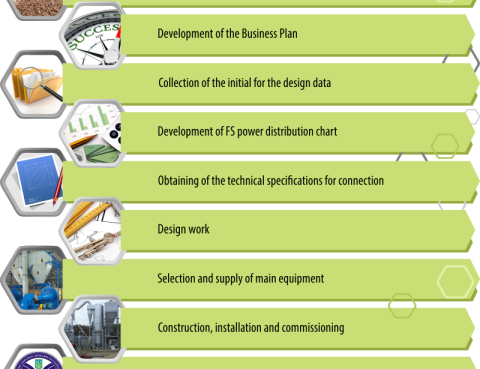 SUCCESS
Development of the Business Plan
Collection of the initial for the design data
Development of FS power distribution chart
Obtaining of the technical specifications for connection
Design work
Selection and supply of main equipment
Construction, installation and commissioning